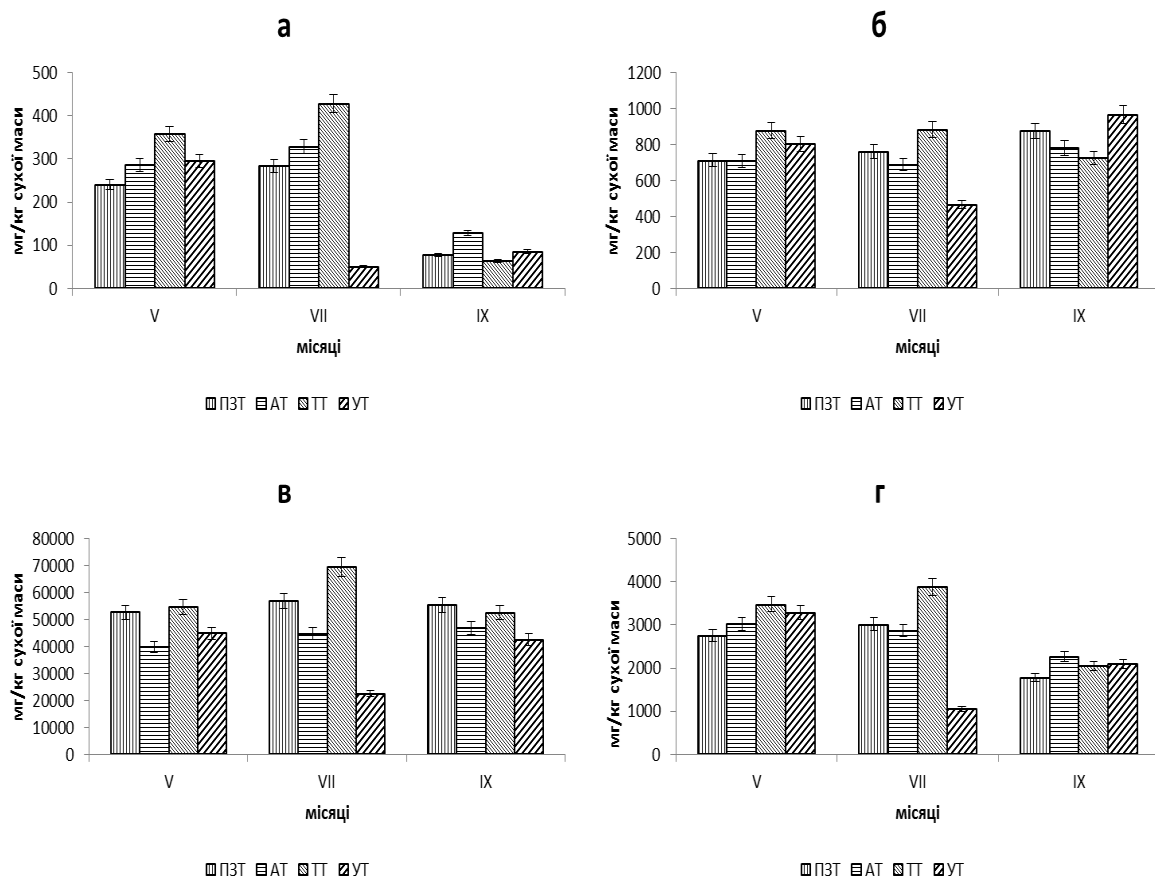 а
мг/кг сухої маси
500
400
300
200
100
0
V VII IX
місяці
ПЗТ АТ ТТ УТ
б
мг/кг сухої маси
1200
1000
800
600
400
200
0
V VII IX
місяці
ПЗТ АТ ТТ УТ
в
мг/кг сухої маси
80000
70000
60000
50000
40000
30000
20000
10000
0
V VII IX
місяці
ПЗТ АТ ТТ УТ
г
мг/кг сухої маси
5000
4000
3000
2000
1000
0
V VII IX
місяці
ПЗТ АТ ТТ УТ